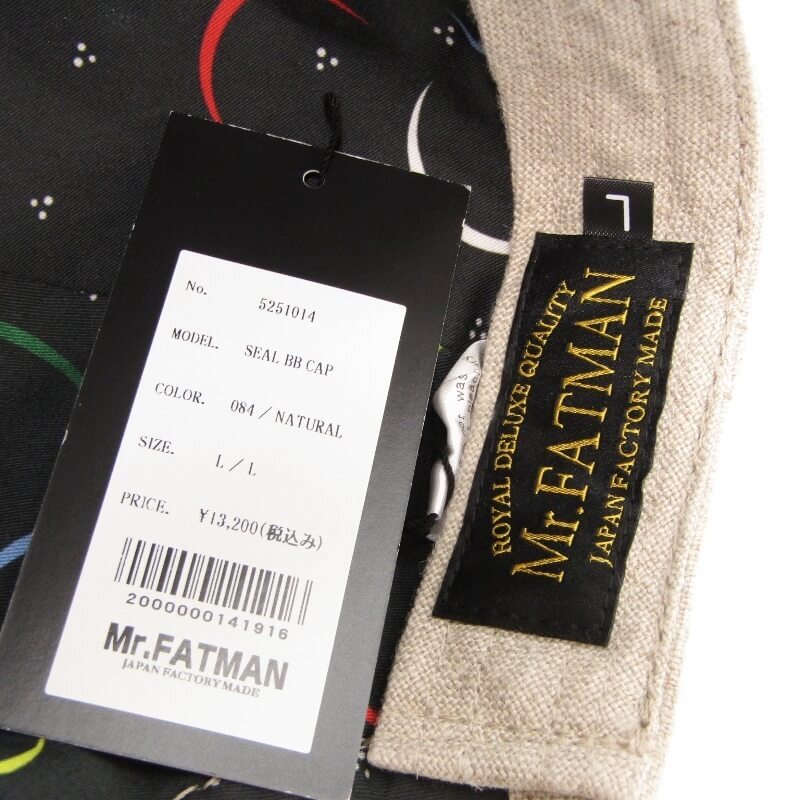 No. 5251014
MODEL. SEAL BB CAP
COLOR. 084 / NATURAL
SIZE. L / L
PRICE. ¥13,200(税込み)
2000000141916
Mr.FATMAN
JAPAN FACTORY MADE
L
ROYAL DELUXE QUALITY
Mr.FATMAN
JAPAN FACTORY MADE
was